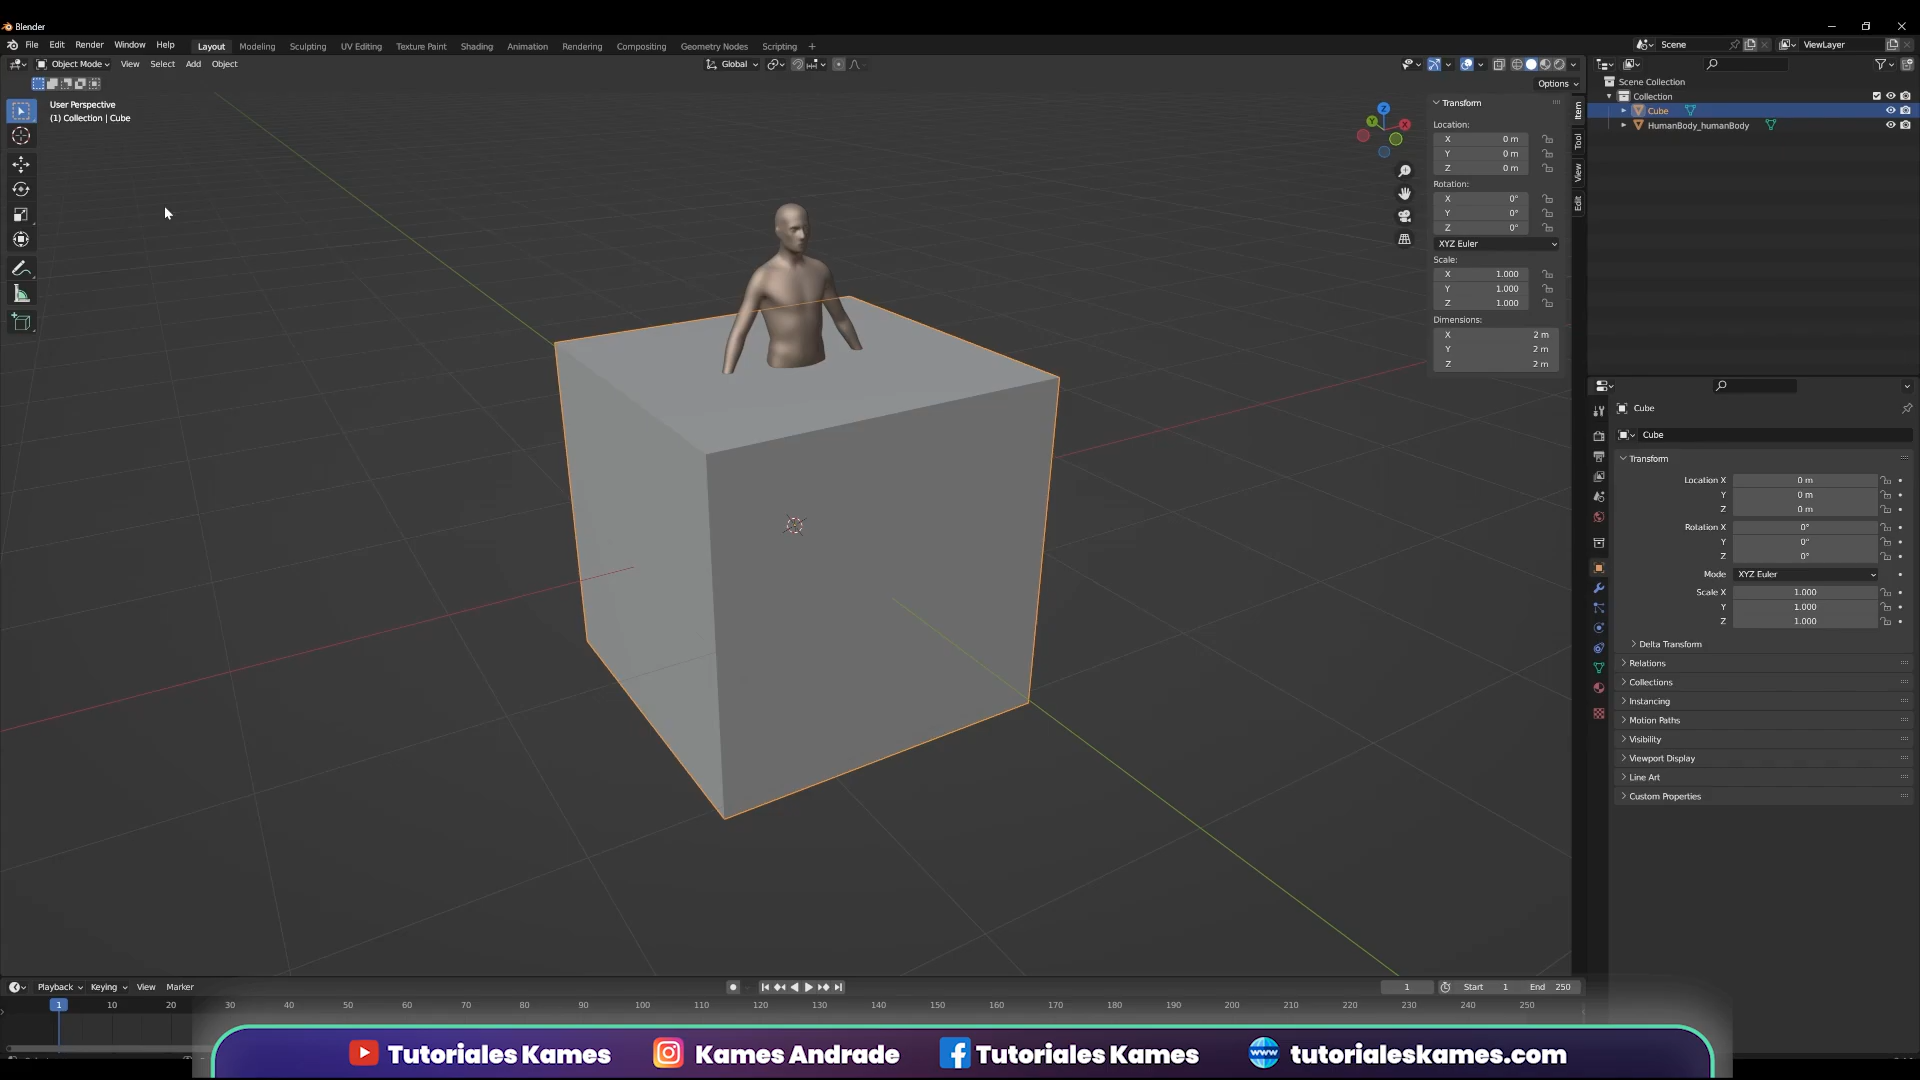 Blender
File Edit Render Window Help Layout Modeling Sculpting UV Editing Texture Paint Shading Animation Rendering Compositing Geometry Nodes Scripting + Scene ViewLayer
Object Mode View Select Add Object Global
Options
User Perspective
(1) Collection | Cube
Transform
Location:
X 0 m
Y 0 m
Z 0 m
Rotation:
X 0°
Y 0°
Z 0°
XYZ Euler
Scale:
X 1.000
Y 1.000
Z 1.000
Dimensions:
X 2 m
Y 2 m
Z 2 m
Item
Tool
View
Edit
Z
Y
X
Scene Collection
Collection
Cube
HumanBody_humanBody
Cube
Cube
Transform
Location X 0 m
Y 0 m
Z 0 m
Rotation X 0°
Y 0°
Z 0°
Mode XYZ Euler
Scale X 1.000
Y 1.000
Z 1.000
Delta Transform
Relations
Collections
Instancing
Motion Paths
Visibility
Viewport Display
Line Art
Custom Properties
Playback Keying View Marker 1 Start 1 End 250
1 10 20 30 40 50 60 70 80 90 100 110 120 130 140 150 160 170 180 190 200 210 220 230 240 250
Tutoriales Kames Kames Andrade Tutoriales Kames www tutorialeskames.com